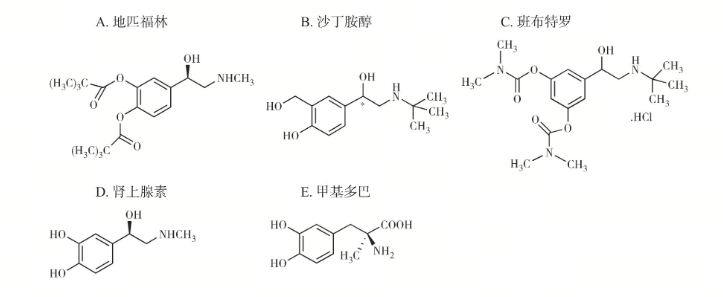 A. 地匹福林
B. 沙丁胺醇
C. 班布特罗
(H₃C)₃C
O
O
O
O
(H₃C)₃C
OH
NHCH₃
HO
HO
OH
*
H
N
CH₃
CH₃
CH₃
CH₃
N
H₃C
O
O
OH
H
N
CH₃
CH₃
CH₃
.HCl
O
O
N
H₃C
CH₃
D. 肾上腺素
E. 甲基多巴
HO
HO
OH
NHCH₃
HO
HO
COOH
H₃C
NH₂